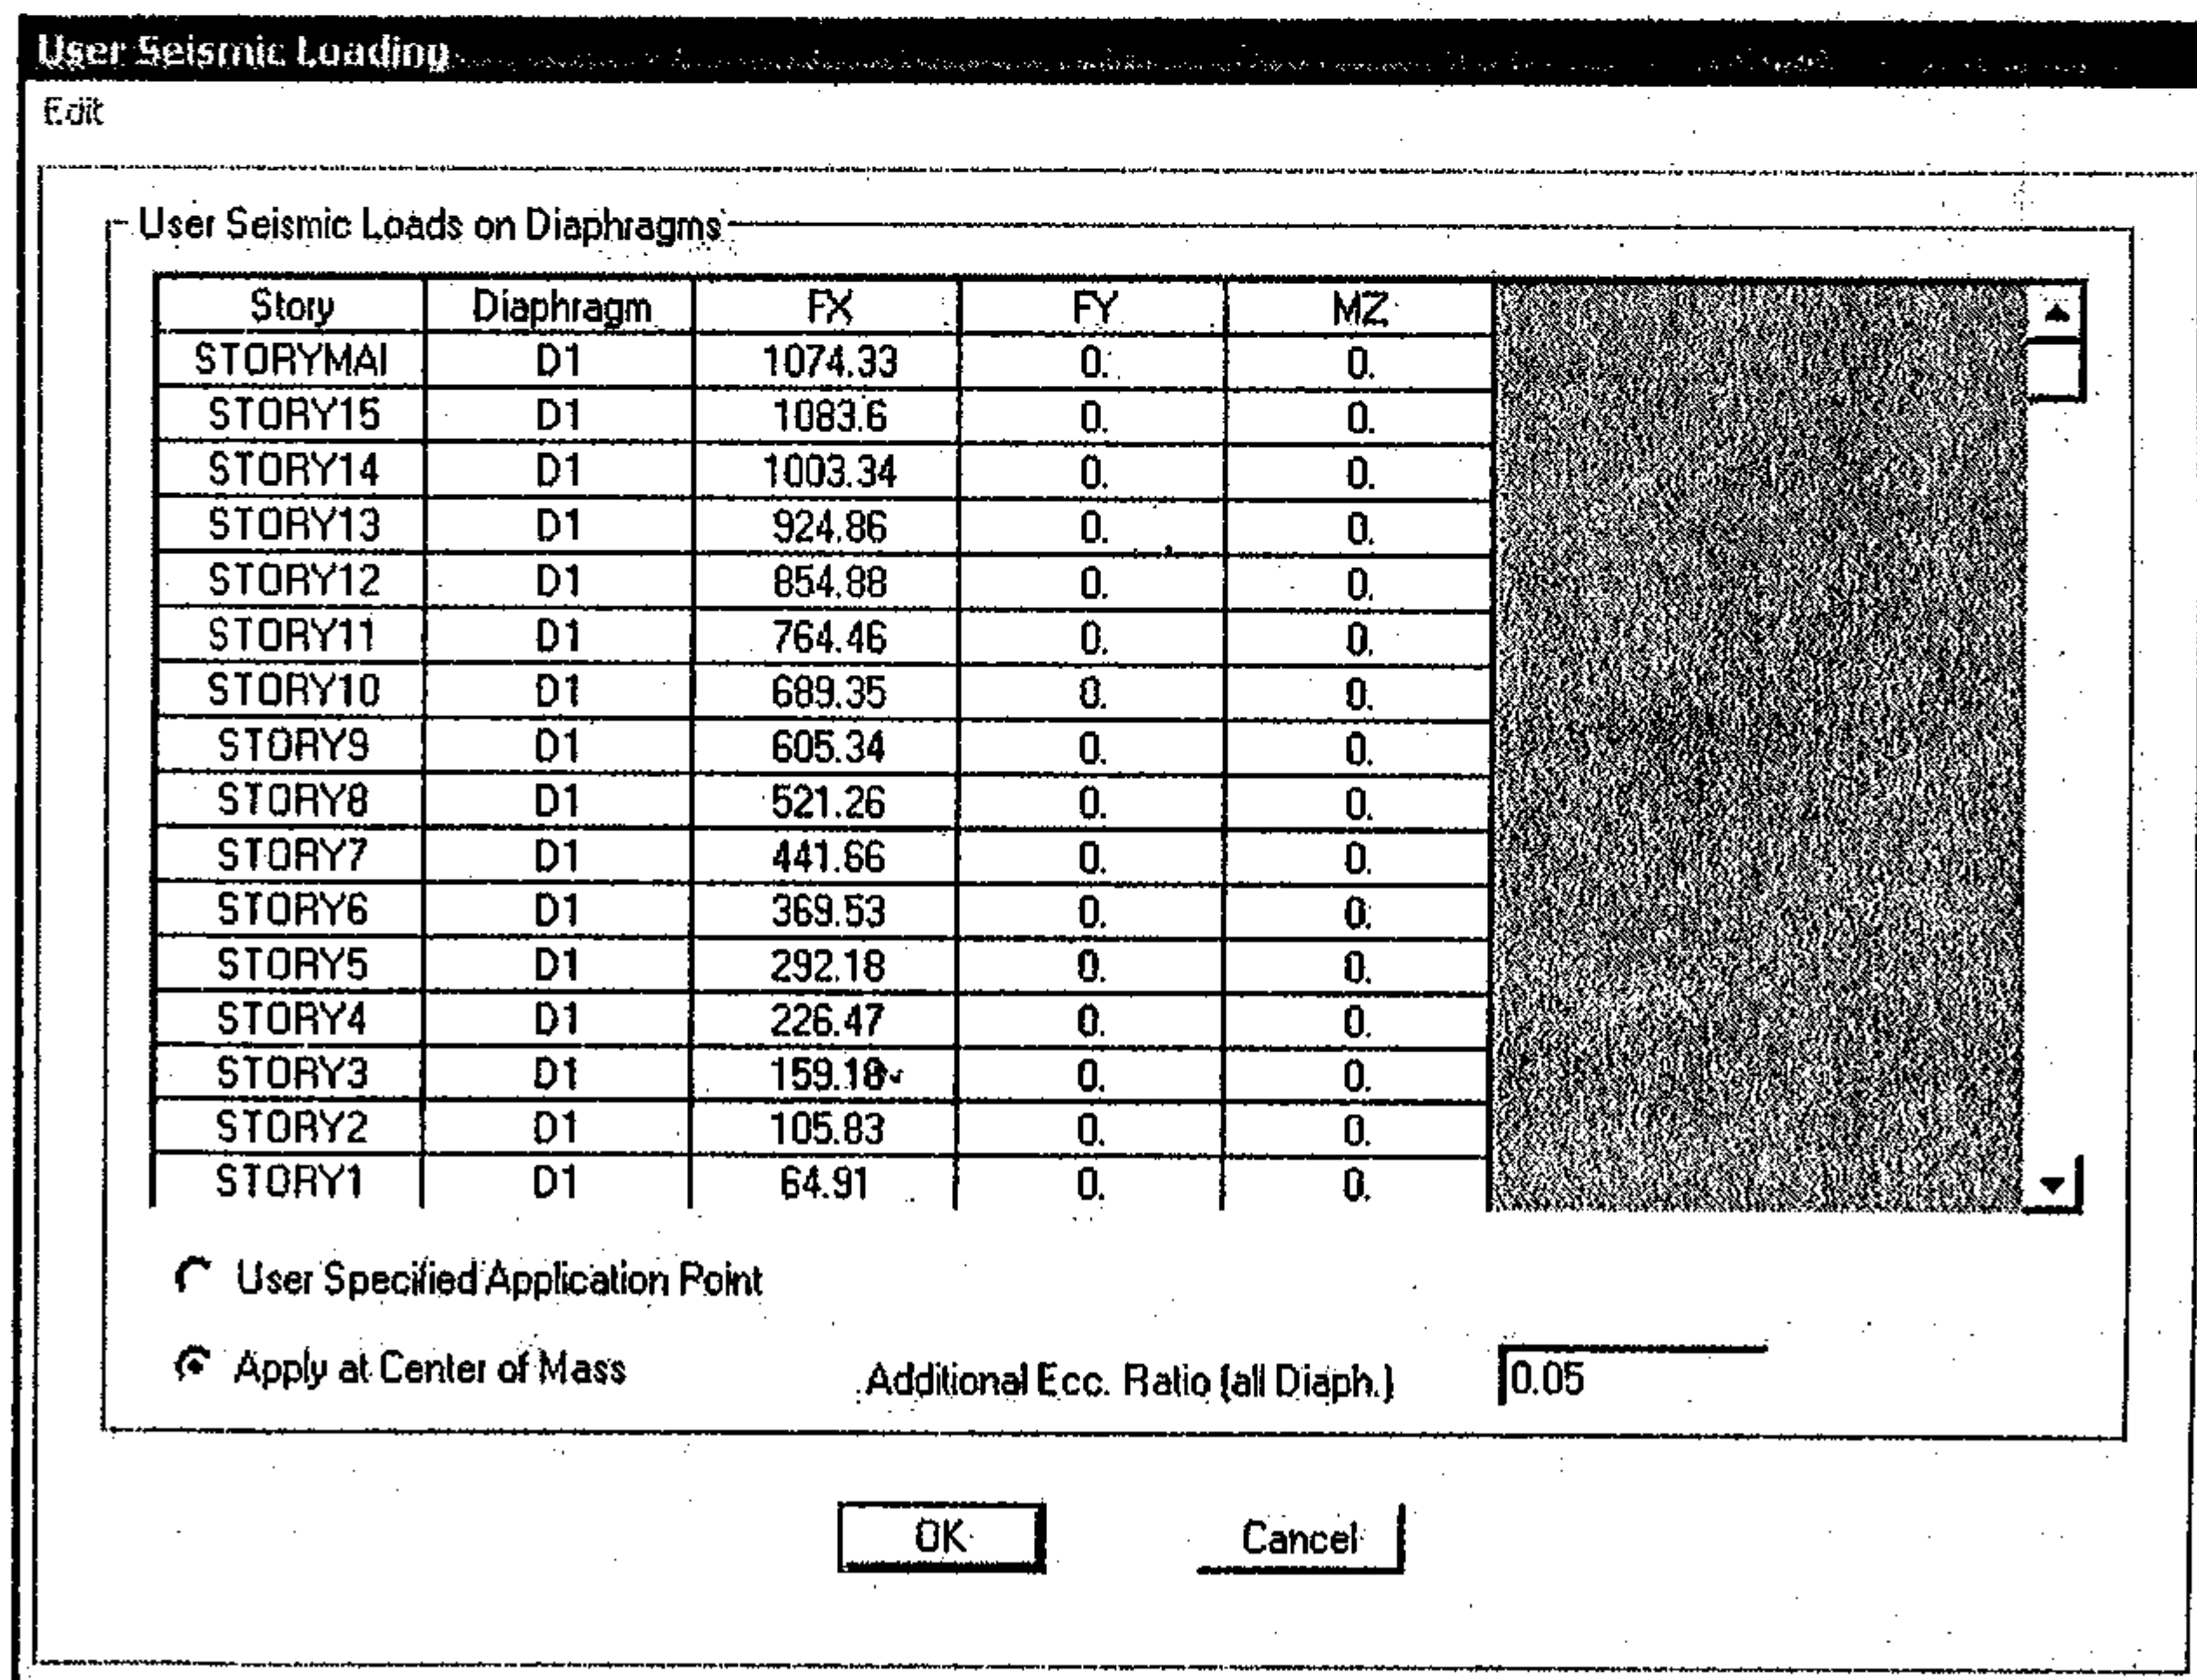 User Seismic Loading
Edit
User Seismic Loads on Diaphragms
Story Diaphragm FX FY MZ
STORYMAI D1 1074.33 0. 0.
STORY15 D1 1083.6 0. 0.
STORY14 D1 1003.34 0. 0.
STORY13 D1 924.86 0. 0.
STORY12 D1 854.88 0. 0.
STORY11 D1 764.46 0. 0.
STORY10 D1 689.35 0. 0.
STORY9 D1 605.34 0. 0.
STORY8 D1 521.26 0. 0.
STORY7 D1 441.66 0. 0.
STORY6 D1 369.53 0. 0.
STORY5 D1 292.18 0. 0.
STORY4 D1 226.47 0. 0.
STORY3 D1 159.18 0. 0.
STORY2 D1 105.83 0. 0.
STORY1 D1 64.91 0. 0.
User Specified Application Point
Apply at Center of Mass Additional Ecc. Ratio (all Diaph.) 0.05
OK Cancel